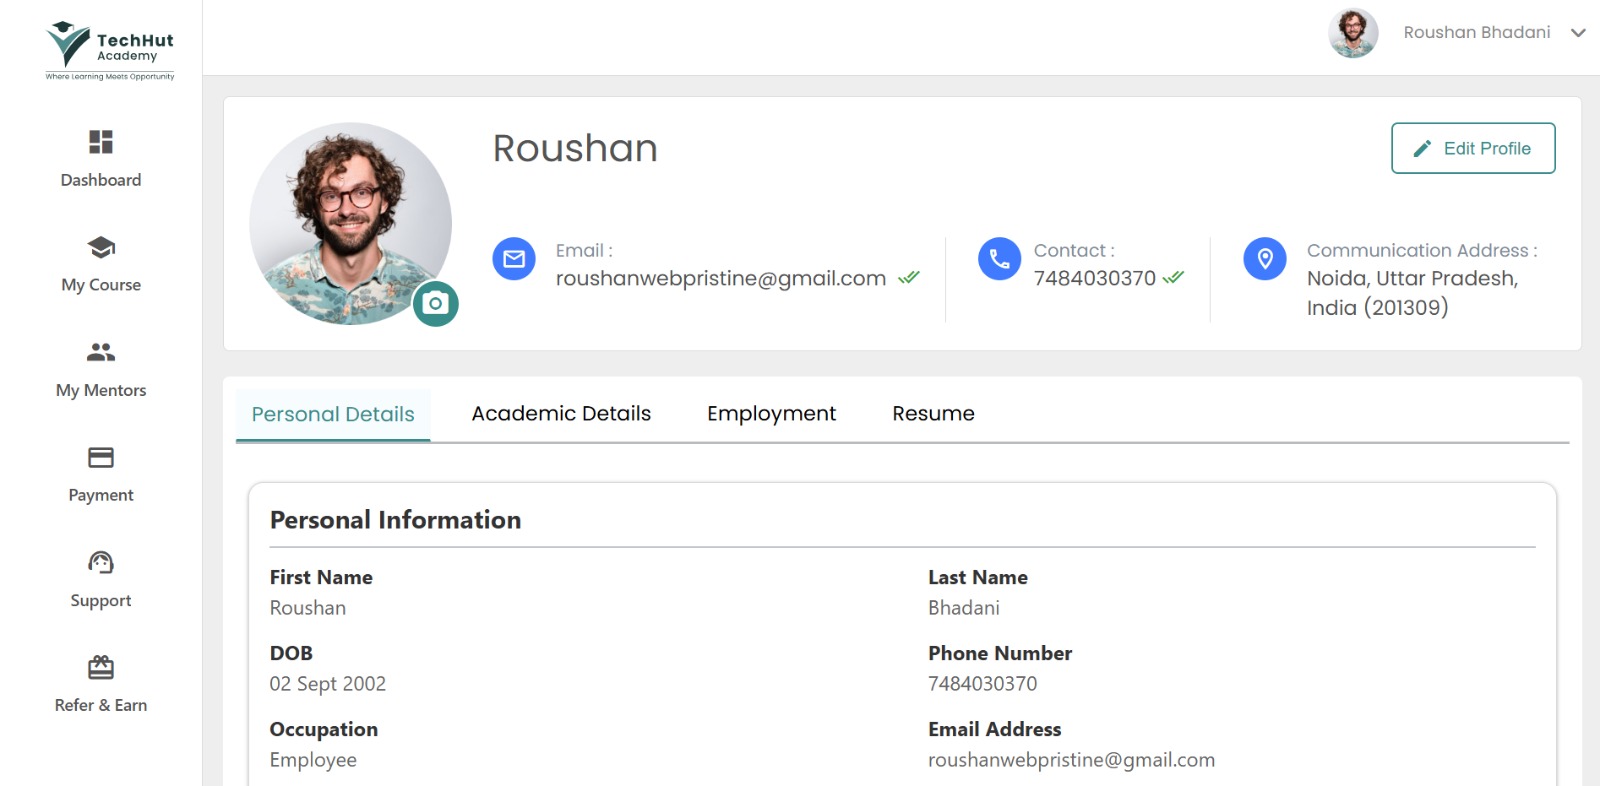 TechHut
Academy
Where Learning Meets Opportunity
Roushan Bhadani
Dashboard
My Course
My Mentors
Payment
Support
Refer & Earn
Roushan
Edit Profile
Email :
roushanwebpristine@gmail.com
Contact :
7484030370
Communication Address :
Noida, Uttar Pradesh,
India (201309)
Personal Details Academic Details Employment Resume
Personal Information
First Name
Roushan
Last Name
Bhadani
DOB
02 Sept 2002
Phone Number
7484030370
Occupation
Employee
Email Address
roushanwebpristine@gmail.com